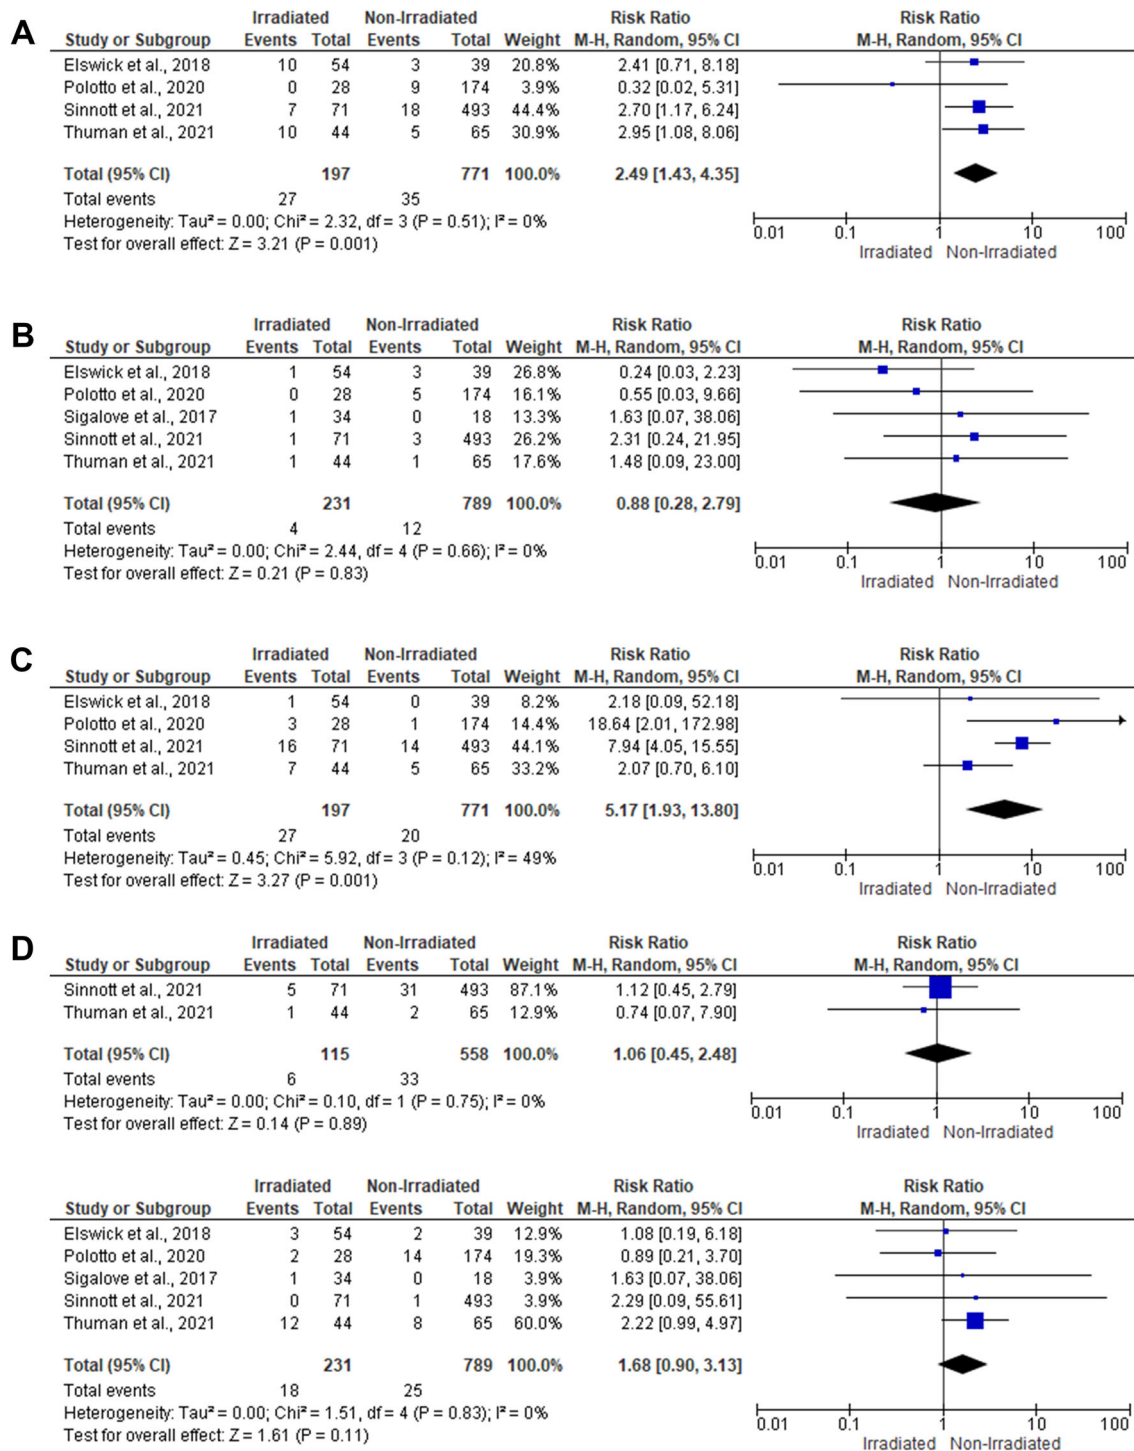 A
Irradiated Non-Irradiated Risk Ratio Risk Ratio
Study or Subgroup Events Total Events Total Weight M-H, Random, 95% CI M-H, Random, 95% CI
Elswick et al., 2018 10 54 3 39 20.8% 2.41 [0.71, 8.18]
Polotto et al., 2020 0 28 9 174 3.9% 0.32 [0.02, 5.31]
Sinnott et al., 2021 7 71 18 493 44.4% 2.70 [1.17, 6.24]
Thuman et al., 2021 10 44 5 65 30.9% 2.95 [1.08, 8.06]
Total (95% CI) 197 771 100.0% 2.49 [1.43, 4.35]
Total events 27 35
Heterogeneity: Tau² = 0.00; Chi² = 2.32, df = 3 (P = 0.51); I² = 0%
Test for overall effect: Z = 3.21 (P = 0.001)
0.01 0.1 1 10 100
Irradiated Non-Irradiated
B
Irradiated Non-Irradiated Risk Ratio Risk Ratio
Study or Subgroup Events Total Events Total Weight M-H, Random, 95% CI M-H, Random, 95% CI
Elswick et al., 2018 1 54 3 39 26.8% 0.24 [0.03, 2.23]
Polotto et al., 2020 0 28 5 174 16.1% 0.55 [0.03, 9.66]
Sigalove et al., 2017 1 34 0 18 13.3% 1.63 [0.07, 38.06]
Sinnott et al., 2021 1 71 3 493 26.2% 2.31 [0.24, 21.95]
Thuman et al., 2021 1 44 1 65 17.6% 1.48 [0.09, 23.00]
Total (95% CI) 231 789 100.0% 0.88 [0.28, 2.79]
Total events 4 12
Heterogeneity: Tau² = 0.00; Chi² = 2.44, df = 4 (P = 0.66); I² = 0%
Test for overall effect: Z = 0.21 (P = 0.83)
0.01 0.1 1 10 100
Irradiated Non-Irradiated
C
Irradiated Non-Irradiated Risk Ratio Risk Ratio
Study or Subgroup Events Total Events Total Weight M-H, Random, 95% CI M-H, Random, 95% CI
Elswick et al., 2018 1 54 0 39 8.2% 2.18 [0.09, 52.18]
Polotto et al., 2020 3 28 1 174 14.4% 18.64 [2.01, 172.98]
Sinnott et al., 2021 16 71 14 493 44.1% 7.94 [4.05, 15.55]
Thuman et al., 2021 7 44 5 65 33.2% 2.07 [0.70, 6.10]
Total (95% CI) 197 771 100.0% 5.17 [1.93, 13.80]
Total events 27 20
Heterogeneity: Tau² = 0.45; Chi² = 5.92, df = 3 (P = 0.12); I² = 49%
Test for overall effect: Z = 3.27 (P = 0.001)
0.01 0.1 1 10 100
Irradiated Non-Irradiated
D
Irradiated Non-Irradiated Risk Ratio Risk Ratio
Study or Subgroup Events Total Events Total Weight M-H, Random, 95% CI M-H, Random, 95% CI
Sinnott et al., 2021 5 71 31 493 87.1% 1.12 [0.45, 2.79]
Thuman et al., 2021 1 44 2 65 12.9% 0.74 [0.07, 7.90]
Total (95% CI) 115 558 100.0% 1.06 [0.45, 2.48]
Total events 6 33
Heterogeneity: Tau² = 0.00; Chi² = 0.10, df = 1 (P = 0.75); I² = 0%
Test for overall effect: Z = 0.14 (P = 0.89)
0.01 0.1 1 10 100
Irradiated Non-Irradiated
Irradiated Non-Irradiated Risk Ratio Risk Ratio
Study or Subgroup Events Total Events Total Weight M-H, Random, 95% CI M-H, Random, 95% CI
Elswick et al., 2018 3 54 2 39 12.9% 1.08 [0.19, 6.18]
Polotto et al., 2020 2 28 14 174 19.3% 0.89 [0.21, 3.70]
Sigalove et al., 2017 1 34 0 18 3.9% 1.63 [0.07, 38.06]
Sinnott et al., 2021 0 71 1 493 3.9% 2.29 [0.09, 55.61]
Thuman et al., 2021 12 44 8 65 60.0% 2.22 [0.99, 4.97]
Total (95% CI) 231 789 100.0% 1.68 [0.90, 3.13]
Total events 18 25
Heterogeneity: Tau² = 0.00; Chi² = 1.51, df = 4 (P = 0.83); I² = 0%
Test for overall effect: Z = 1.61 (P = 0.11)
0.01 0.1 1 10 100
Irradiated Non-Irradiated